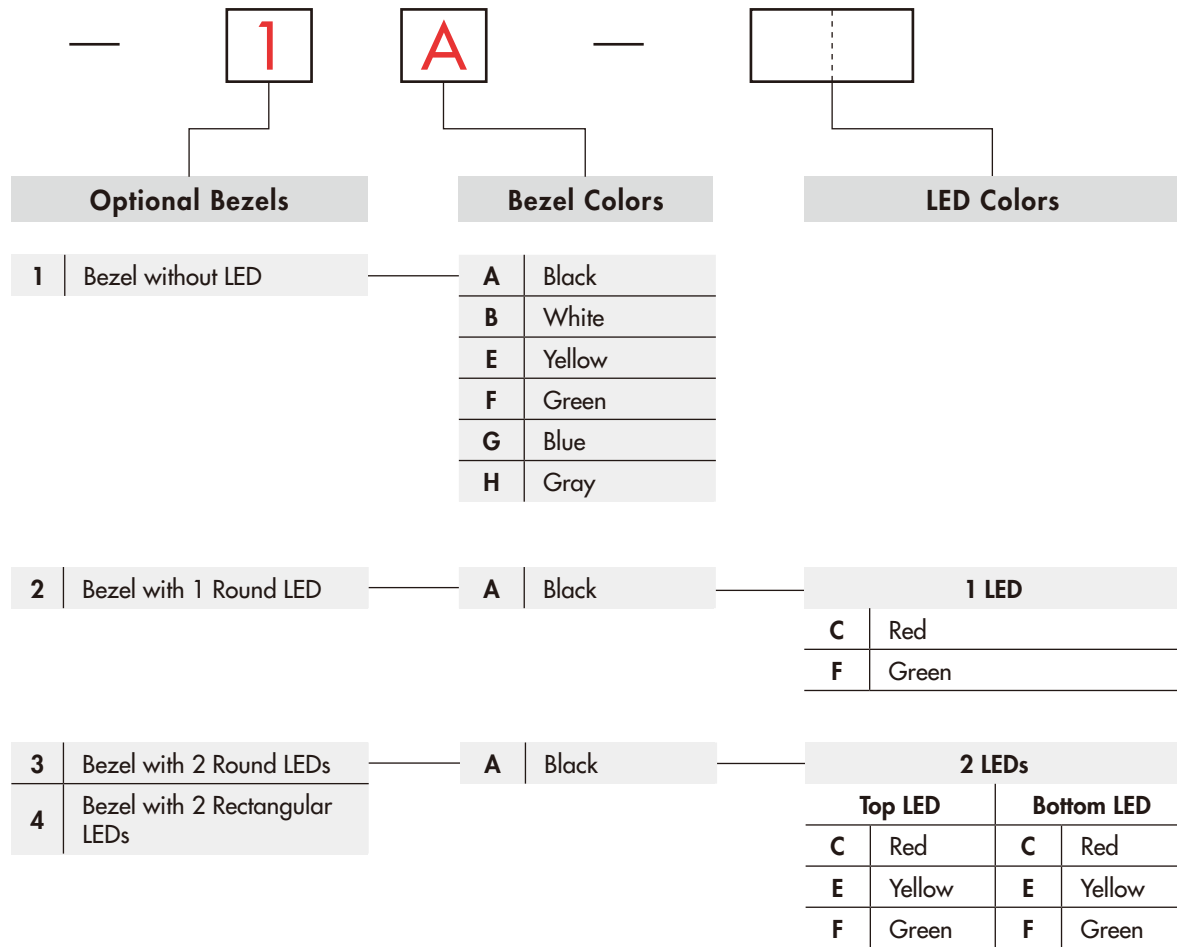 — 1 A —
Optional Bezels Bezel Colors LED Colors
1 Bezel without LED A Black
B White
E Yellow
F Green
G Blue
H Gray
2 Bezel with 1 Round LED A Black 1 LED
C Red
F Green
3 Bezel with 2 Round LEDs A Black 2 LEDs
4 Bezel with 2 Rectangular
LEDs
Top LED Bottom LED
C Red C Red
E Yellow E Yellow
F Green F Green